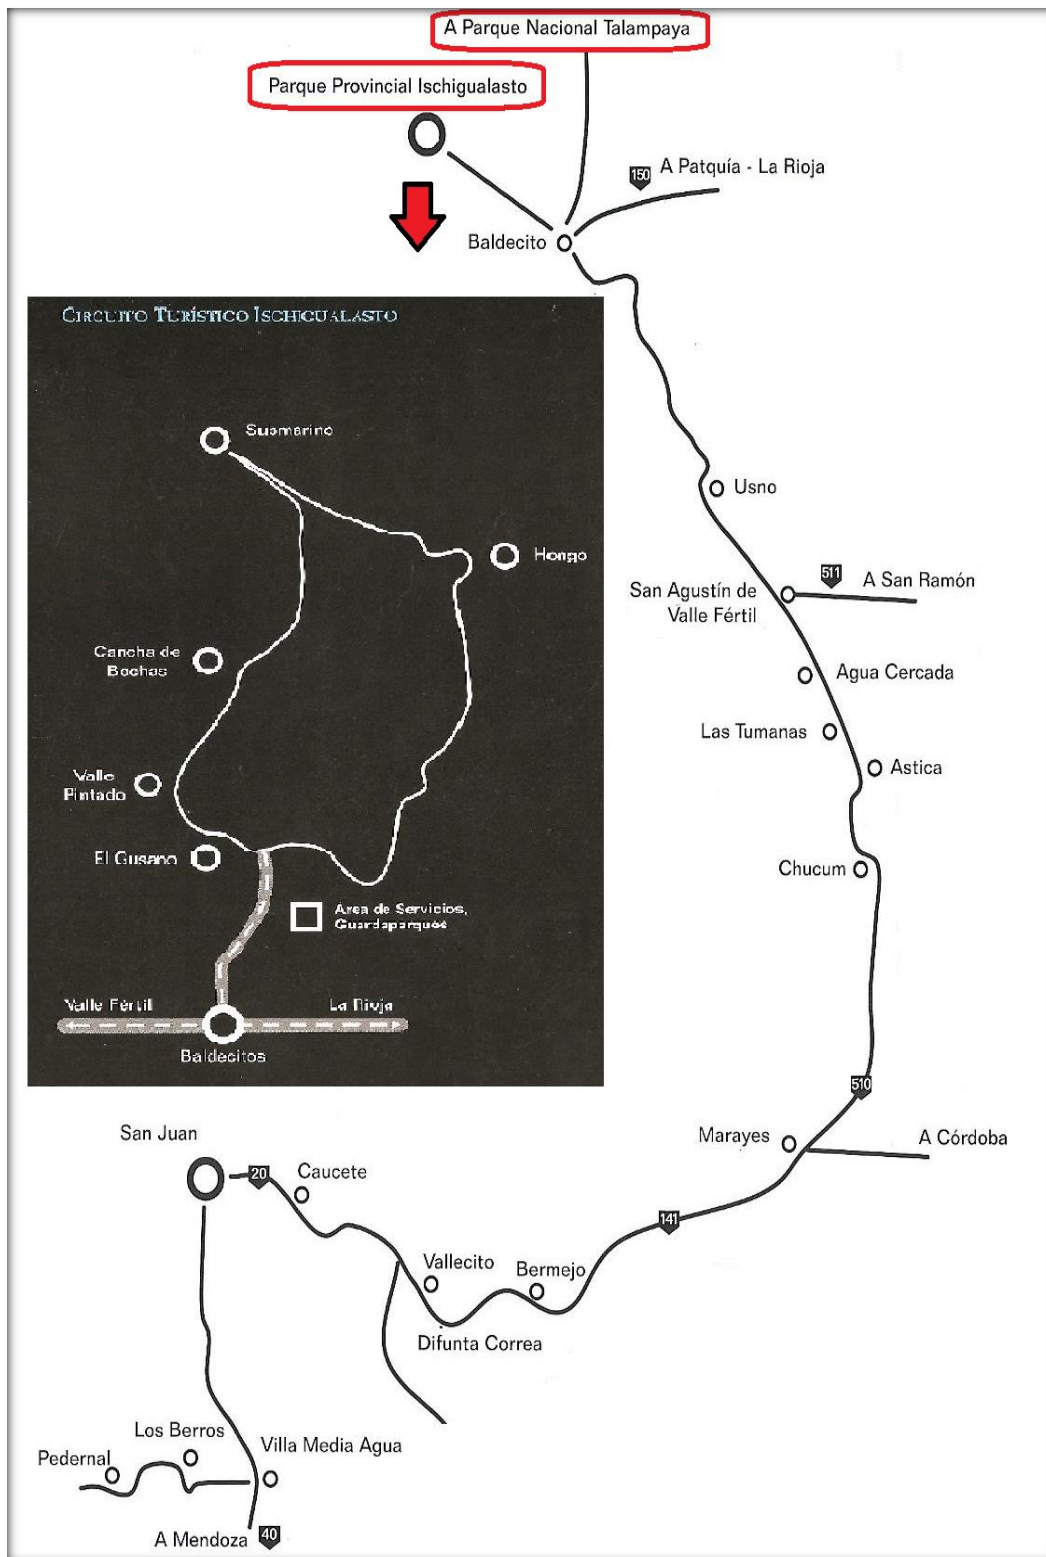 A Parque Nacional Talampaya
Parque Provincial Ischigualasto
150
A Patquía - La Rioja
Baldecito
CIRCUITO TURÍSTICO ISCHIGUALASTO
Submarino
Usno
Hongo
511
A San Ramón
San Agustín de
Valle Fértil
Cancha de
Bochas
Agua Cercada
Las Tumanas
Astica
Valle
Pintado
El Gusano
Chucum
Area de Servicios,
Guardaparques
Valle Fértil
La Rioja
Baldecitos
510
Marayes
A Córdoba
San Juan
20
Caucete
141
Vallecito
Bermejo
Difunta Correa
Los Berros
Villa Media Agua
Pedernal
A Mendoza
40